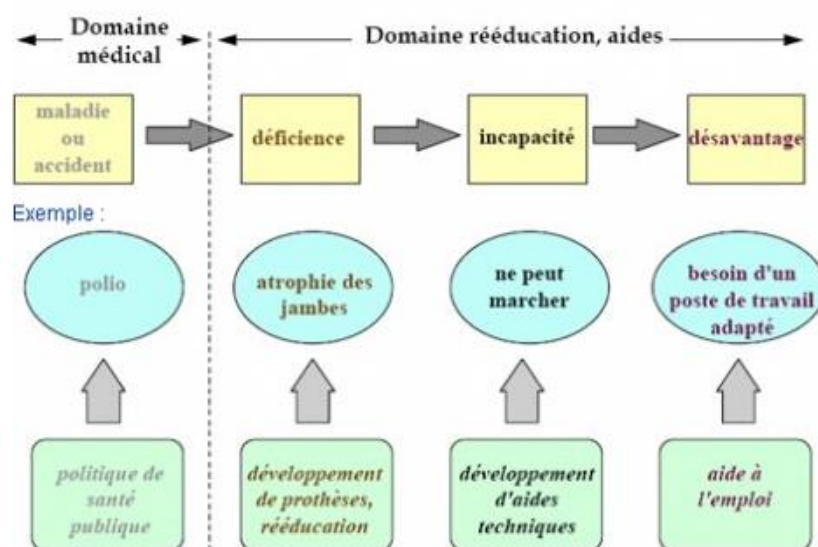 Domaine
médical
Domaine rééducation, aides
maladie
ou
accident
déficience
incapacité
désavantage
Exemple :
polio
atrophie des
jambes
ne peut
marcher
besoin d'un
poste de travail
adapté
politique de
santé
publique
développement
de prothèses,
rééducation
développement
d'aides
techniques
aide à
l'emploi